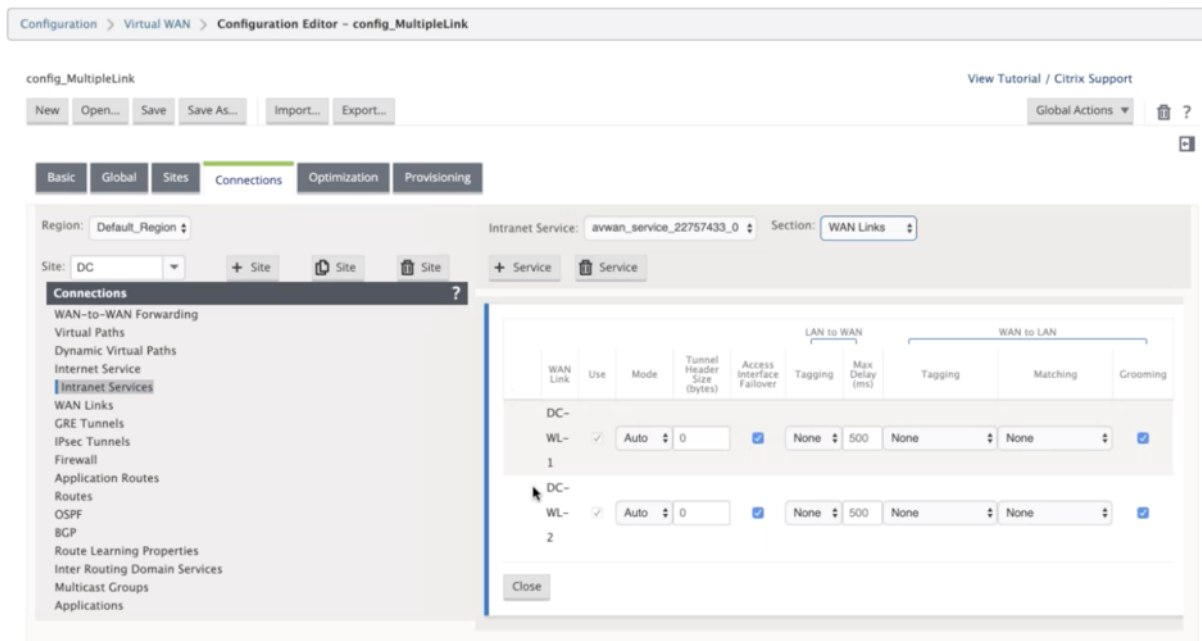 Configuration > Virtual WAN > Configuration Editor - config_MultipleLink
config_MultipleLink
View Tutorial / Citrix Support
New Open... Save Save As... Import... Export... Global Actions ?
Basic Global Sites Connections Optimization Provisioning
Region: Default_Region
Site: DC + Site Site Site
Connections ?
WAN-to-WAN Forwarding
Virtual Paths
Dynamic Virtual Paths
Internet Service
Intranet Services
WAN Links
GRE Tunnels
IPsec Tunnels
Firewall
Application Routes
Routes
OSPF
BGP
Route Learning Properties
Inter Routing Domain Services
Multicast Groups
Applications
Intranet Service: avwan_service_22757433_0 Section: WAN Links
+ Service Service
LAN to WAN WAN to LAN
WAN Link Use Mode Tunnel Header Size (bytes) Access Interface Failover Tagging Max Delay (ms) Tagging Matching Grooming
DC-
WL- Auto 0 None 500 None None
1
DC-
WL- Auto 0 None 500 None None
2
Close